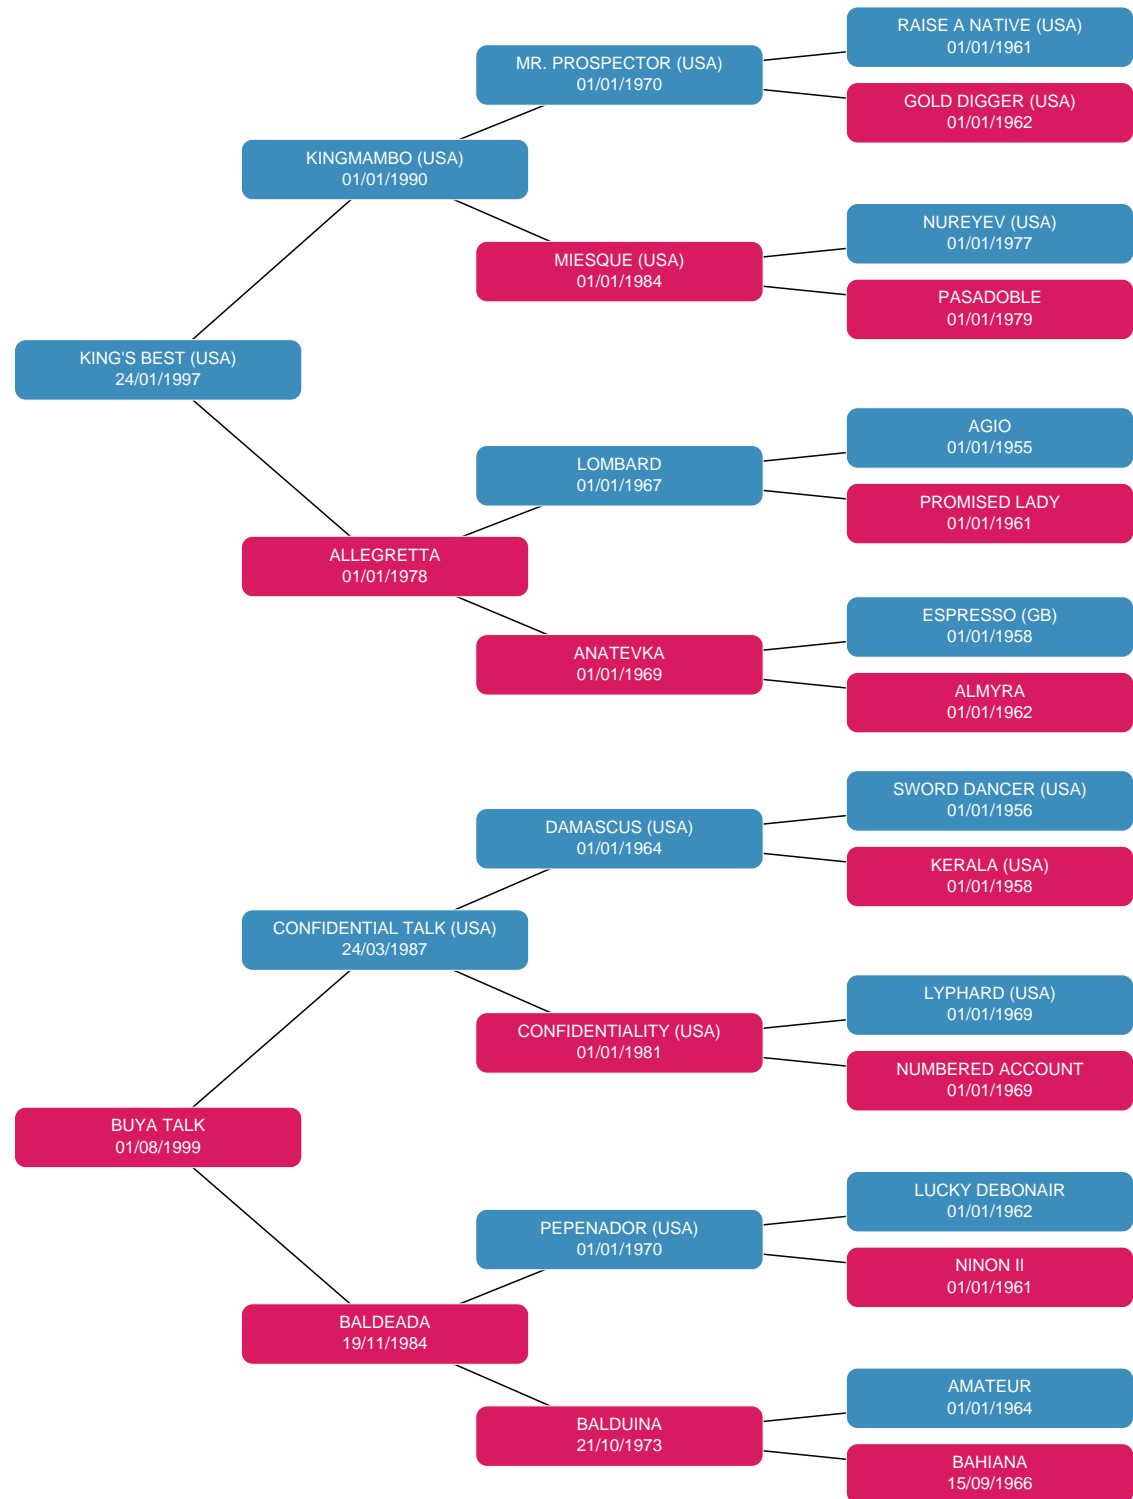 RAISE A NATIVE (USA)
01/01/1961
MR. PROSPECTOR (USA)
01/01/1970
GOLD DIGGER (USA)
01/01/1962
KINGMAMBO (USA)
01/01/1990
NUREYEV (USA)
01/01/1977
MIESQUE (USA)
01/01/1984
PASADOBLE
01/01/1979
KING'S BEST (USA)
24/01/1997
AGIO
01/01/1955
LOMBARD
01/01/1967
PROMISED LADY
01/01/1961
ALLEGRETTA
01/01/1978
ESPRESSO (GB)
01/01/1958
ANATEVKA
01/01/1969
ALMYRA
01/01/1962
SWORD DANCER (USA)
01/01/1956
DAMASCUS (USA)
01/01/1964
KERALA (USA)
01/01/1958
CONFIDENTIAL TALK (USA)
24/03/1987
LYPHARD (USA)
01/01/1969
CONFIDENTIALITY (USA)
01/01/1981
NUMBERED ACCOUNT
01/01/1969
BUYA TALK
01/08/1999
LUCKY DEBONAIR
01/01/1962
PEPENADOR (USA)
01/01/1970
NINON II
01/01/1961
BALDEADA
19/11/1984
AMATEUR
01/01/1964
BALDUINA
21/10/1973
BAHIANA
15/09/1966